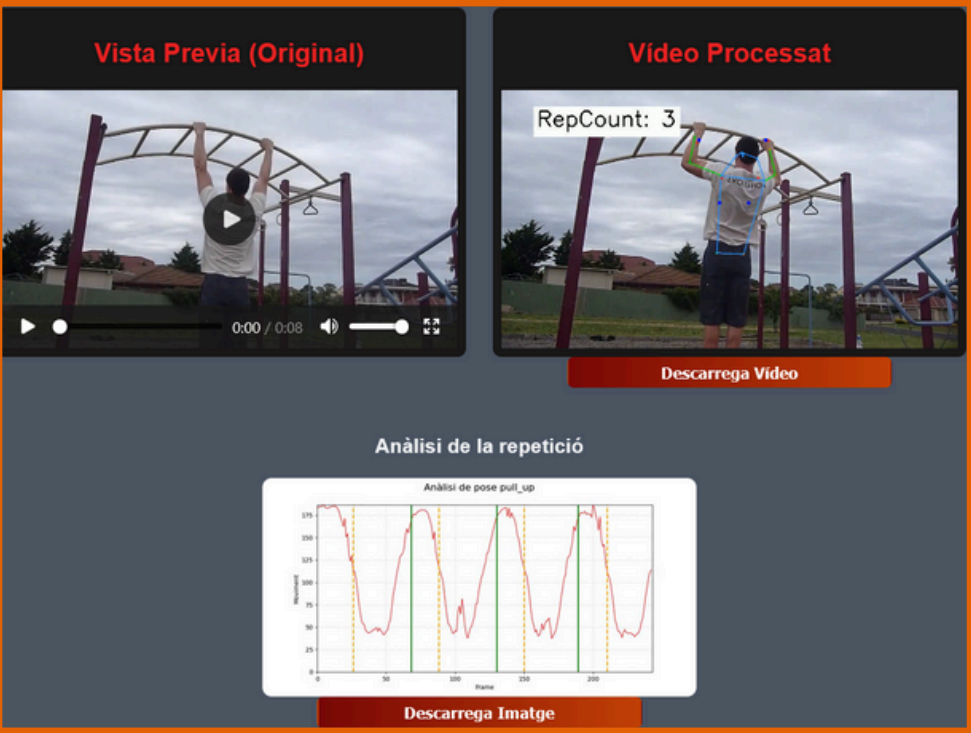 Vista Previa (Original)
Vídeo Processat
RepCount: 3
0:00 / 0:08
Descarrega Vídeo
Anàlisi de la repetició
Anàlisi de pose pull_up
Moviment
175
150
125
100
75
50
25
0
0 50 100 150 200
Frame
Descarrega Imatge